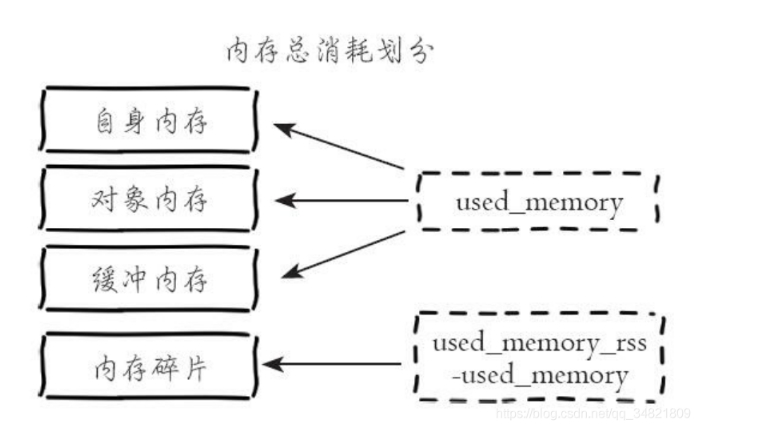 内存总消耗划分
自身内存
对象内存
used_memory
缓冲内存
内存碎片
used_memory_rss
-used_memory
https://blog.csdn.net/qq_34821809